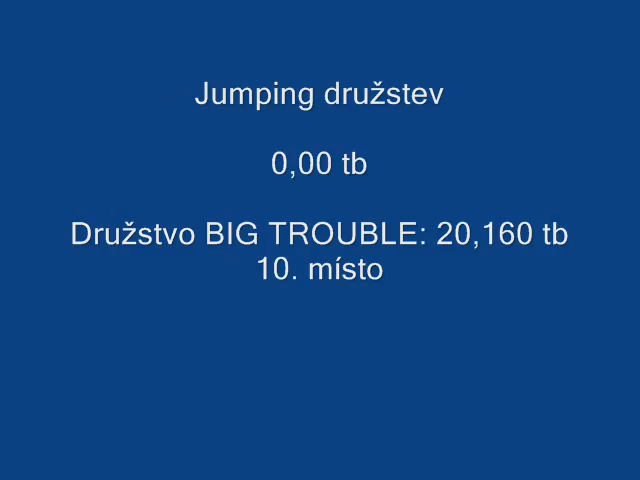 Jumping družstev
0,00 tb
Družstvo BIG TROUBLE: 20,160 tb
10. místo